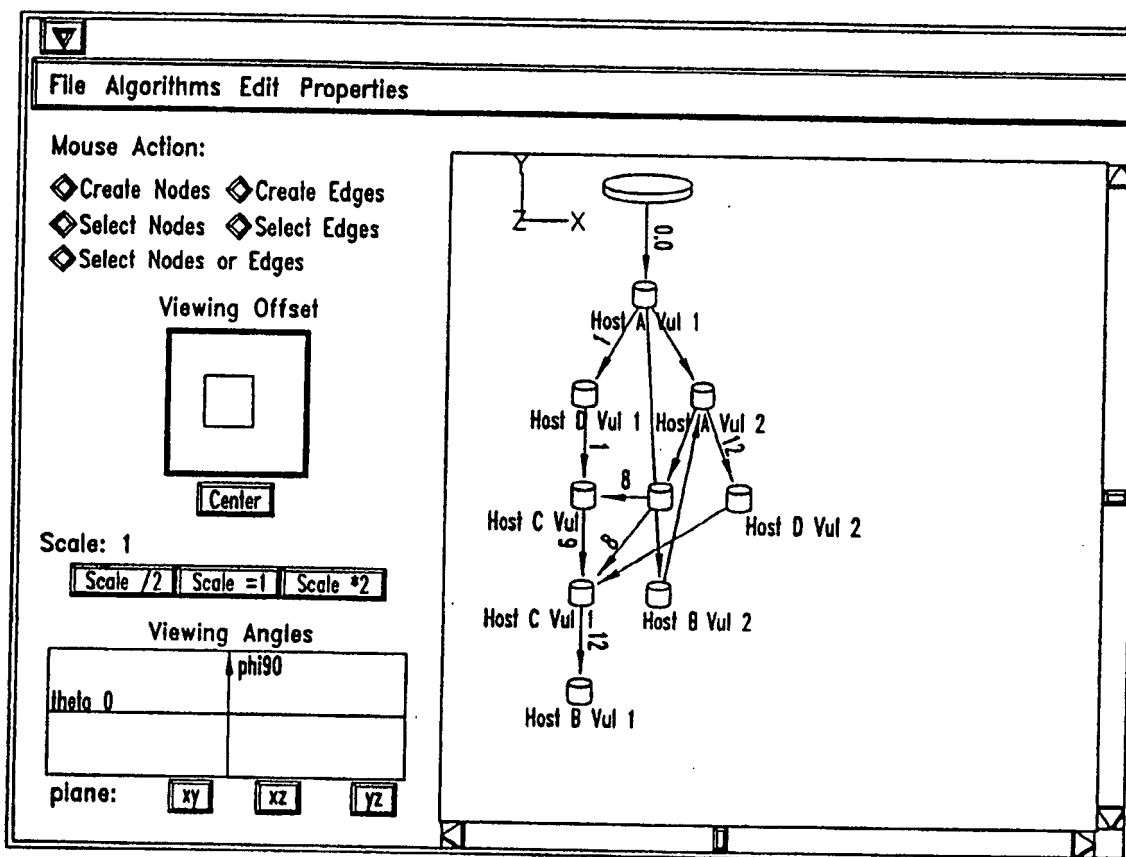 File Algorithms Edit Properties
Mouse Action:
Create Nodes Create Edges
Select Nodes Select Edges
Select Nodes or Edges
Viewing Offset
Center
Scale: 1
Scale /2 Scale =1 Scale *2
Viewing Angles
phi90
theta 0
plane: xy xz yz
Y
Z X
0.0
Host A Vul 1
1
Host D Vul 1
Host A Vul 2
1
12
8
Host C Vul
Host D Vul 2
9
8
Host C Vul 1
Host B Vul 2
12
Host B Vul 1